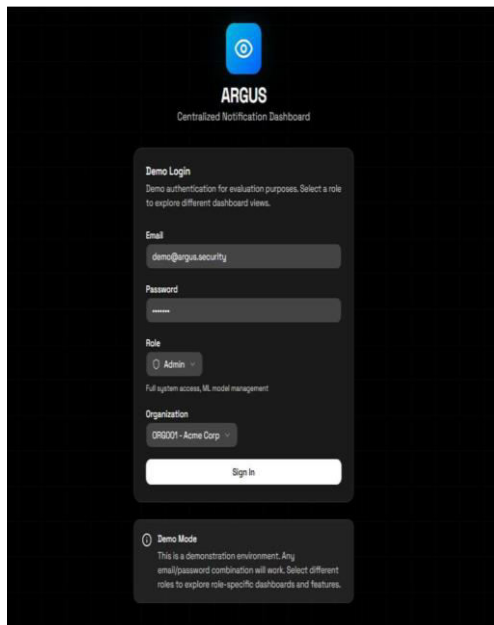 ARGUS
Centralized Notification Dashboard
Demo Login
Demo authentication for evaluation purposes. Select a role
to explore different dashboard views.
Email
demo@argus.security
Password
•••••••
Role
Admin
Full system access, ML model management
Organization
ORG001 - Acme Corp
Sign In
Demo Mode
This is a demonstration environment. Any
email/password combination will work. Select different
roles to explore role-specific dashboards and features.